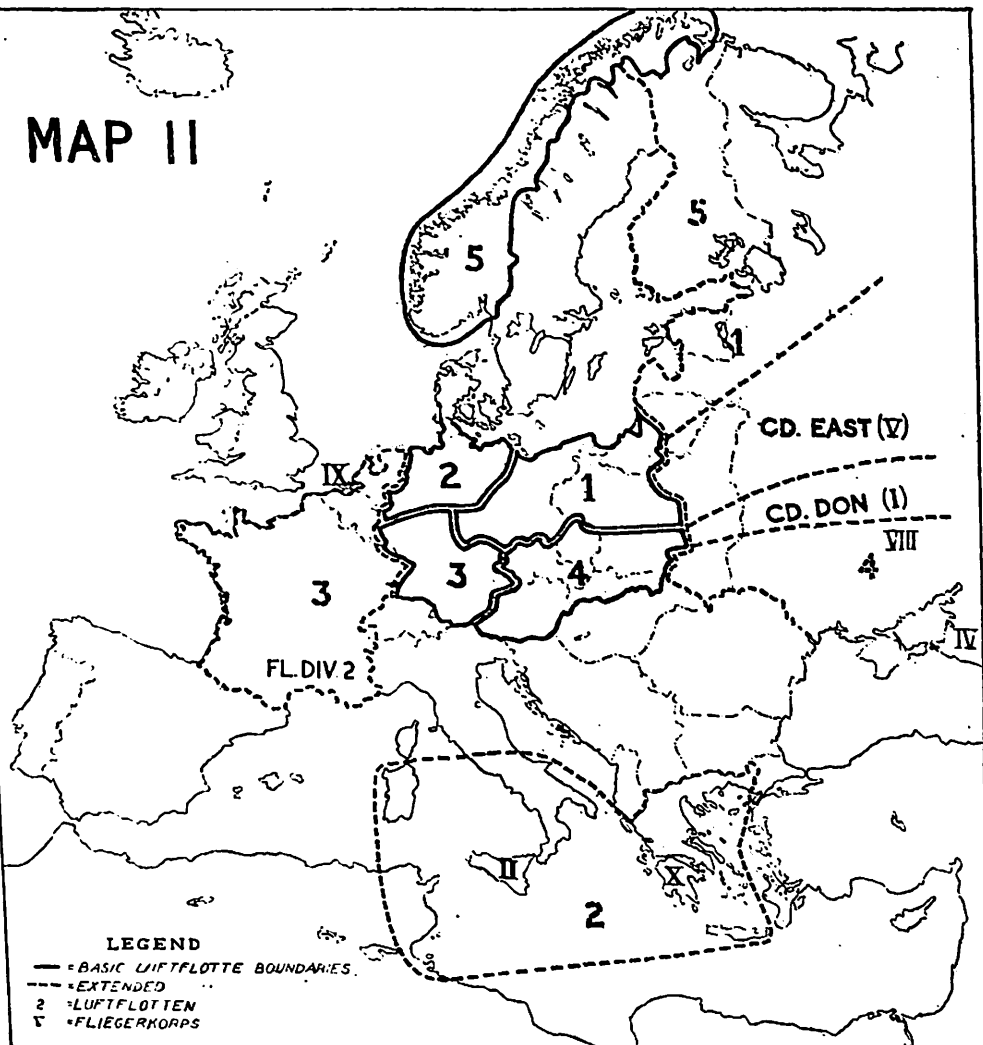 MAP II
5
5
1
CD. EAST (V)
IX
2
1
CD. DON (I)
VIII
3
3
4
4
IV
FL. DIV. 2
II
X
2
LEGEND
= BASIC LUFTFLOTTE BOUNDARIES.
= EXTENDED
2 = LUFTFLOTTEN
V = FLIEGERKORPS